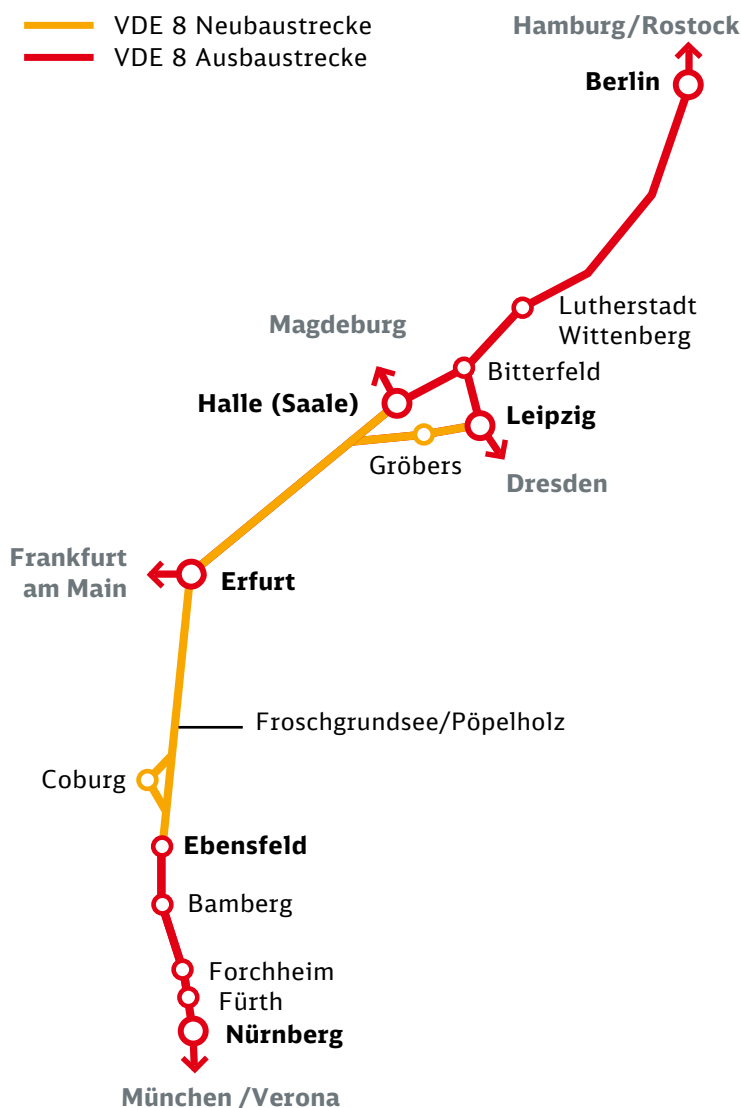 VDE 8 Neubaustrecke
VDE 8 Ausbaustrecke
Hamburg/Rostock
Berlin
Lutherstadt
Wittenberg
Magdeburg
Bitterfeld
Halle (Saale)
Leipzig
Gröbers
Dresden
Frankfurt
am Main
Erfurt
Froschgrundsee/Pöpelholz
Coburg
Ebensfeld
Bamberg
Forchheim
Fürth
Nürnberg
München /Verona